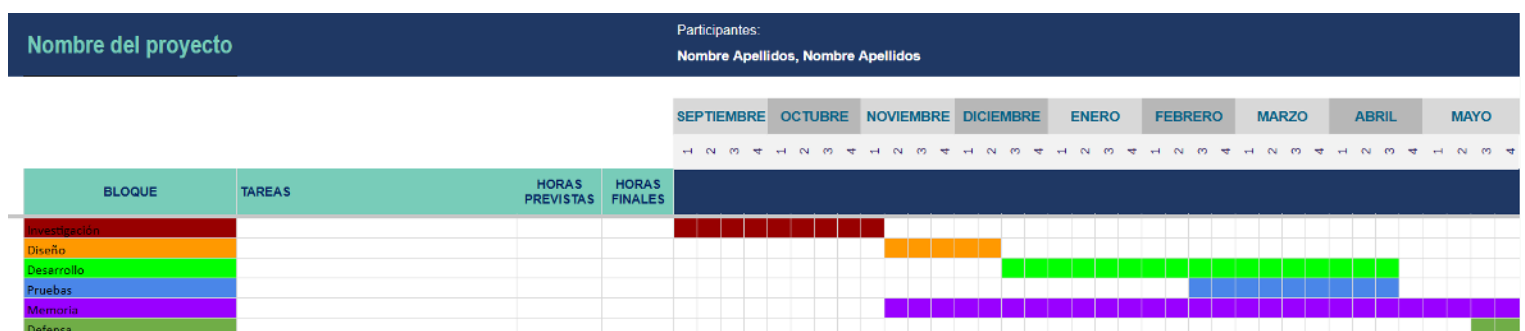 Nombre del proyecto
Participantes:
Nombre Apellidos, Nombre Apellidos
SEPTIEMBRE OCTUBRE NOVIEMBRE DICIEMBRE ENERO FEBRERO MARZO ABRIL MAYO
1 2 3 4 1 2 3 4 1 2 3 4 1 2 3 4 1 2 3 4 1 2 3 4 1 2 3 4 1 2 3 4 1 2 3 4
BLOQUE TAREAS HORAS PREVISTAS HORAS FINALES
Investigación
Diseño
Desarrollo
Pruebas
Memoria
Defensa